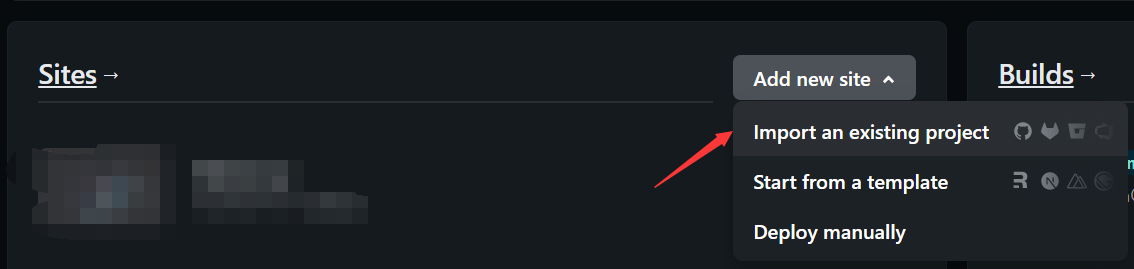 Sites →
Add new site
Builds →
Import an existing project
Start from a template
Deploy manually